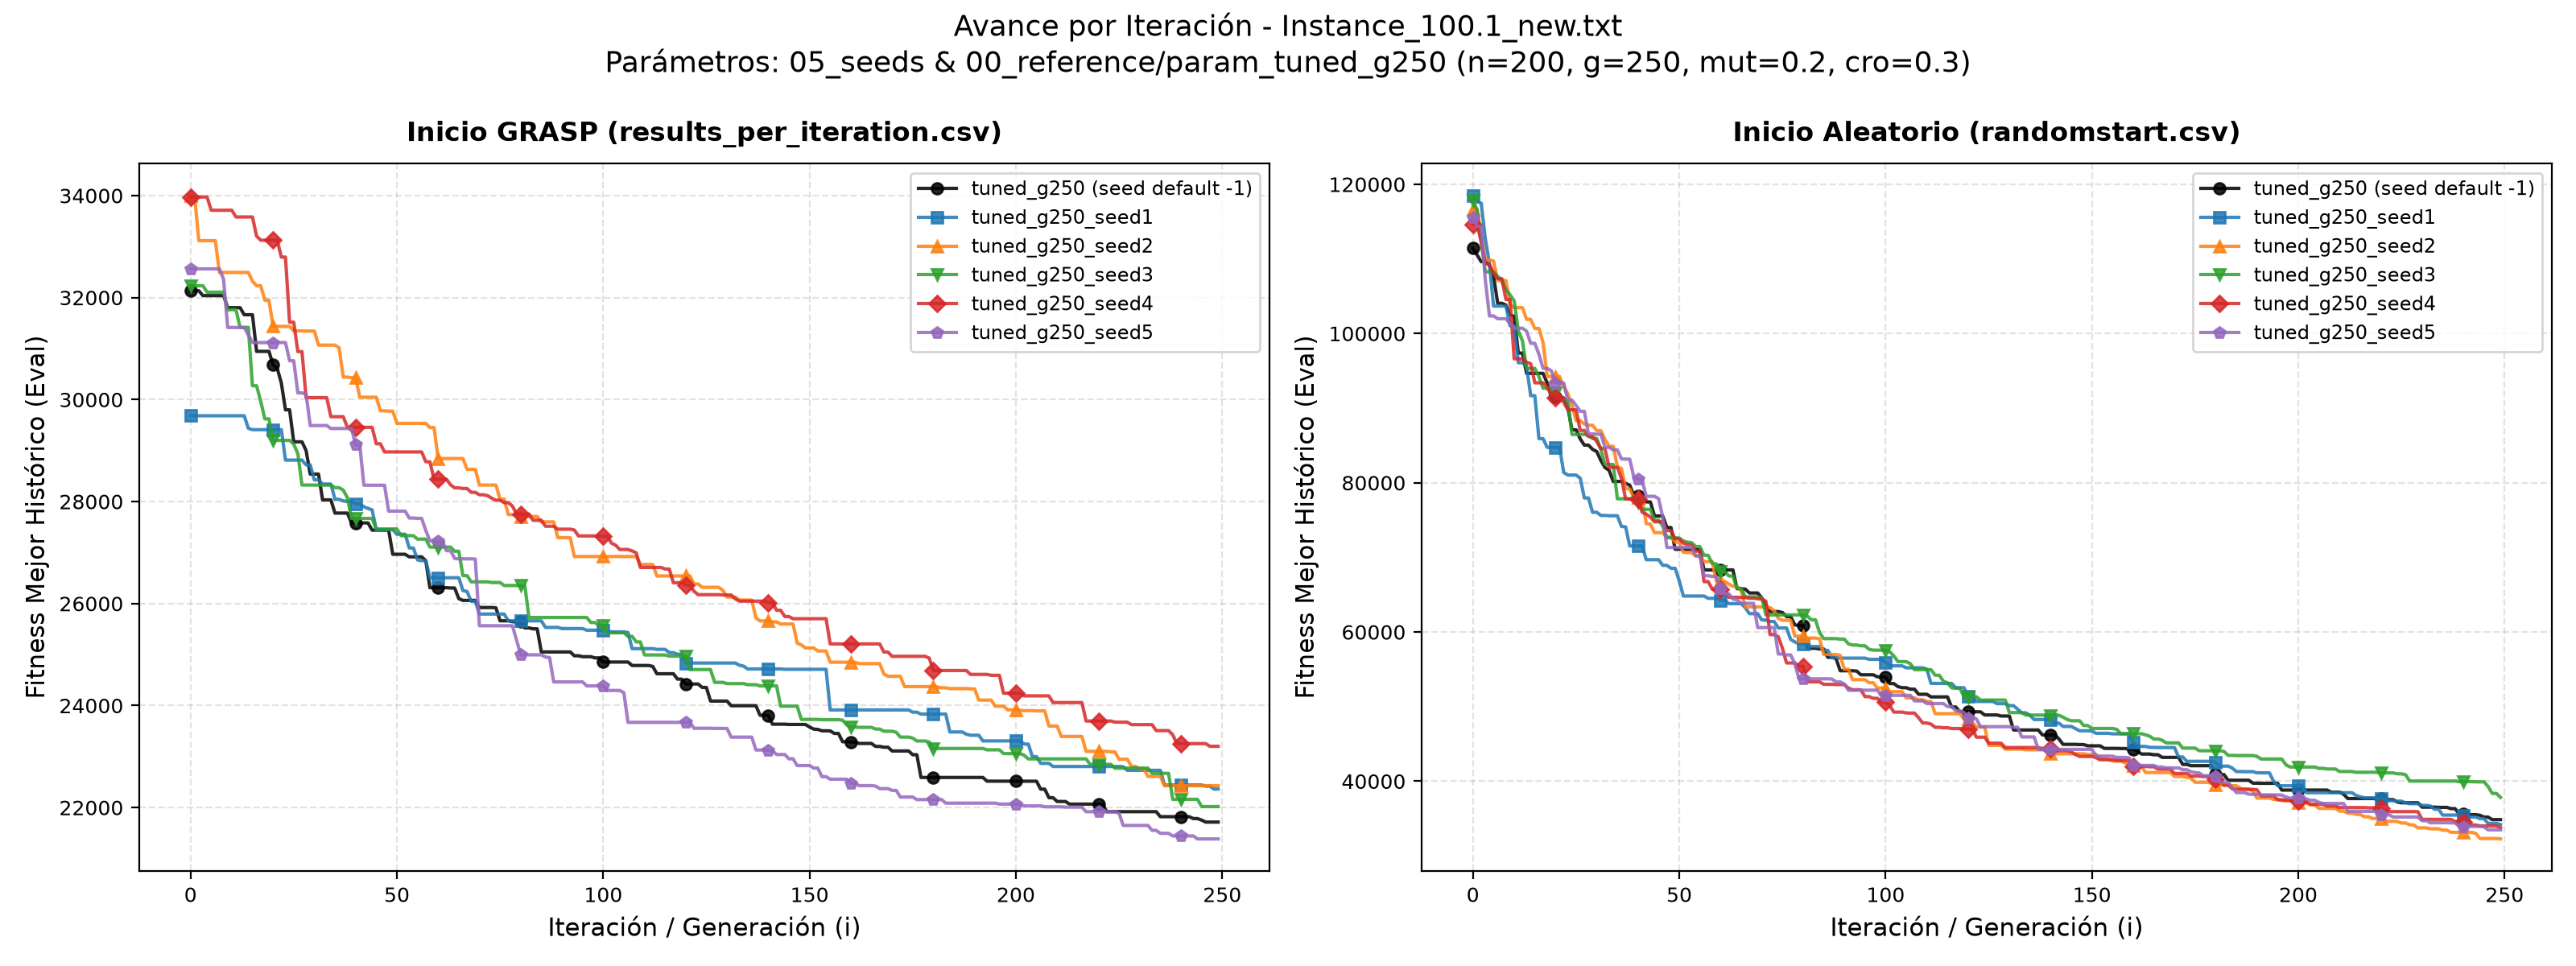 Avance por Iteración - Instance_100.1_new.txt
Parámetros: 05_seeds & 00_reference/param_tuned_g250 (n=200, g=250, mut=0.2, cro=0.3)
Inicio GRASP (results_per_iteration.csv)
Fitness Mejor Histórico (Eval)
34000
32000
30000
28000
26000
24000
22000
tuned_g250 (seed default -1)
tuned_g250_seed1
tuned_g250_seed2
tuned_g250_seed3
tuned_g250_seed4
tuned_g250_seed5
0
50
100
150
200
250
Iteración / Generación (i)
Inicio Aleatorio (randomstart.csv)
Fitness Mejor Histórico (Eval)
120000
100000
80000
60000
40000
tuned_g250 (seed default -1)
tuned_g250_seed1
tuned_g250_seed2
tuned_g250_seed3
tuned_g250_seed4
tuned_g250_seed5
0
50
100
150
200
250
Iteración / Generación (i)